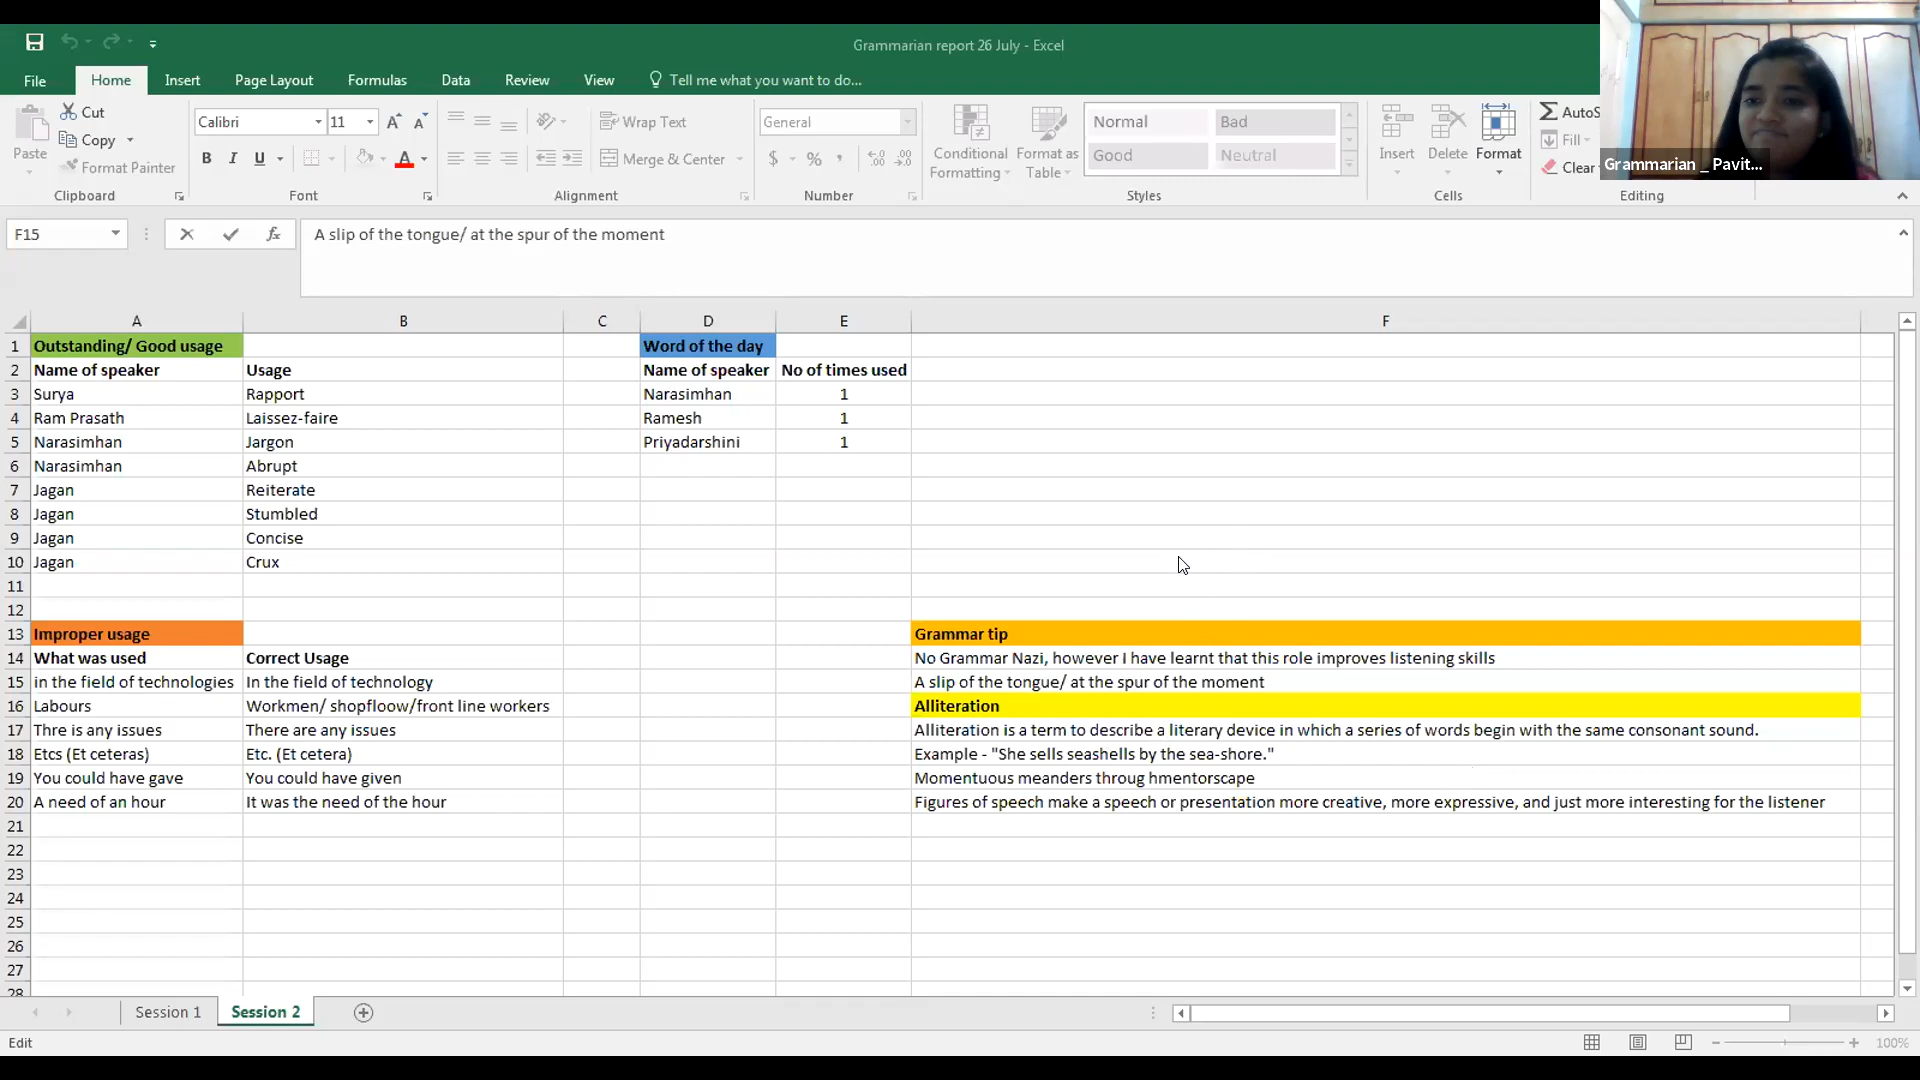 Grammarian report 26 July - Excel
File Home Insert Page Layout Formulas Data Review View Tell me what you want to do...
Paste Cut Copy Format Painter Clipboard
Calibri 11 A A B I U A Font
Wrap Text Merge & Center Alignment
General $ % , Number
Conditional Formatting Format as Table Normal Bad Good Neutral Styles
Insert Delete Format Cells
AutoS Fill Clear Editing
Grammarian _ Pavit...
F15 fx A slip of the tongue/ at the spur of the moment
A B C D E F
1 Outstanding/ Good usage Word of the day
2 Name of speaker Usage Name of speaker No of times used
3 Surya Rapport Narasimhan 1
4 Ram Prasath Laissez-faire Ramesh 1
5 Narasimhan Jargon Priyadarshini 1
6 Narasimhan Abrupt
7 Jagan Reiterate
8 Jagan Stumbled
9 Jagan Concise
10 Jagan Crux
11
12
13 Improper usage Grammar tip
14 What was used Correct Usage No Grammar Nazi, however I have learnt that this role improves listening skills
15 in the field of technologies In the field of technology A slip of the tongue/ at the spur of the moment
16 Labours Workmen/ shopfloow/front line workers Alliteration
17 Thre is any issues There are any issues Alliteration is a term to describe a literary device in which a series of words begin with the same consonant sound.
18 Etcs (Et ceteras) Etc. (Et cetera) Example - "She sells seashells by the sea-shore."
19 You could have gave You could have given Momentuous meanders throug hmentorscape
20 A need of an hour It was the need of the hour Figures of speech make a speech or presentation more creative, more expressive, and just more interesting for the listener
21
22
23
24
25
26
27
28
Session 1 Session 2
Edit 100%